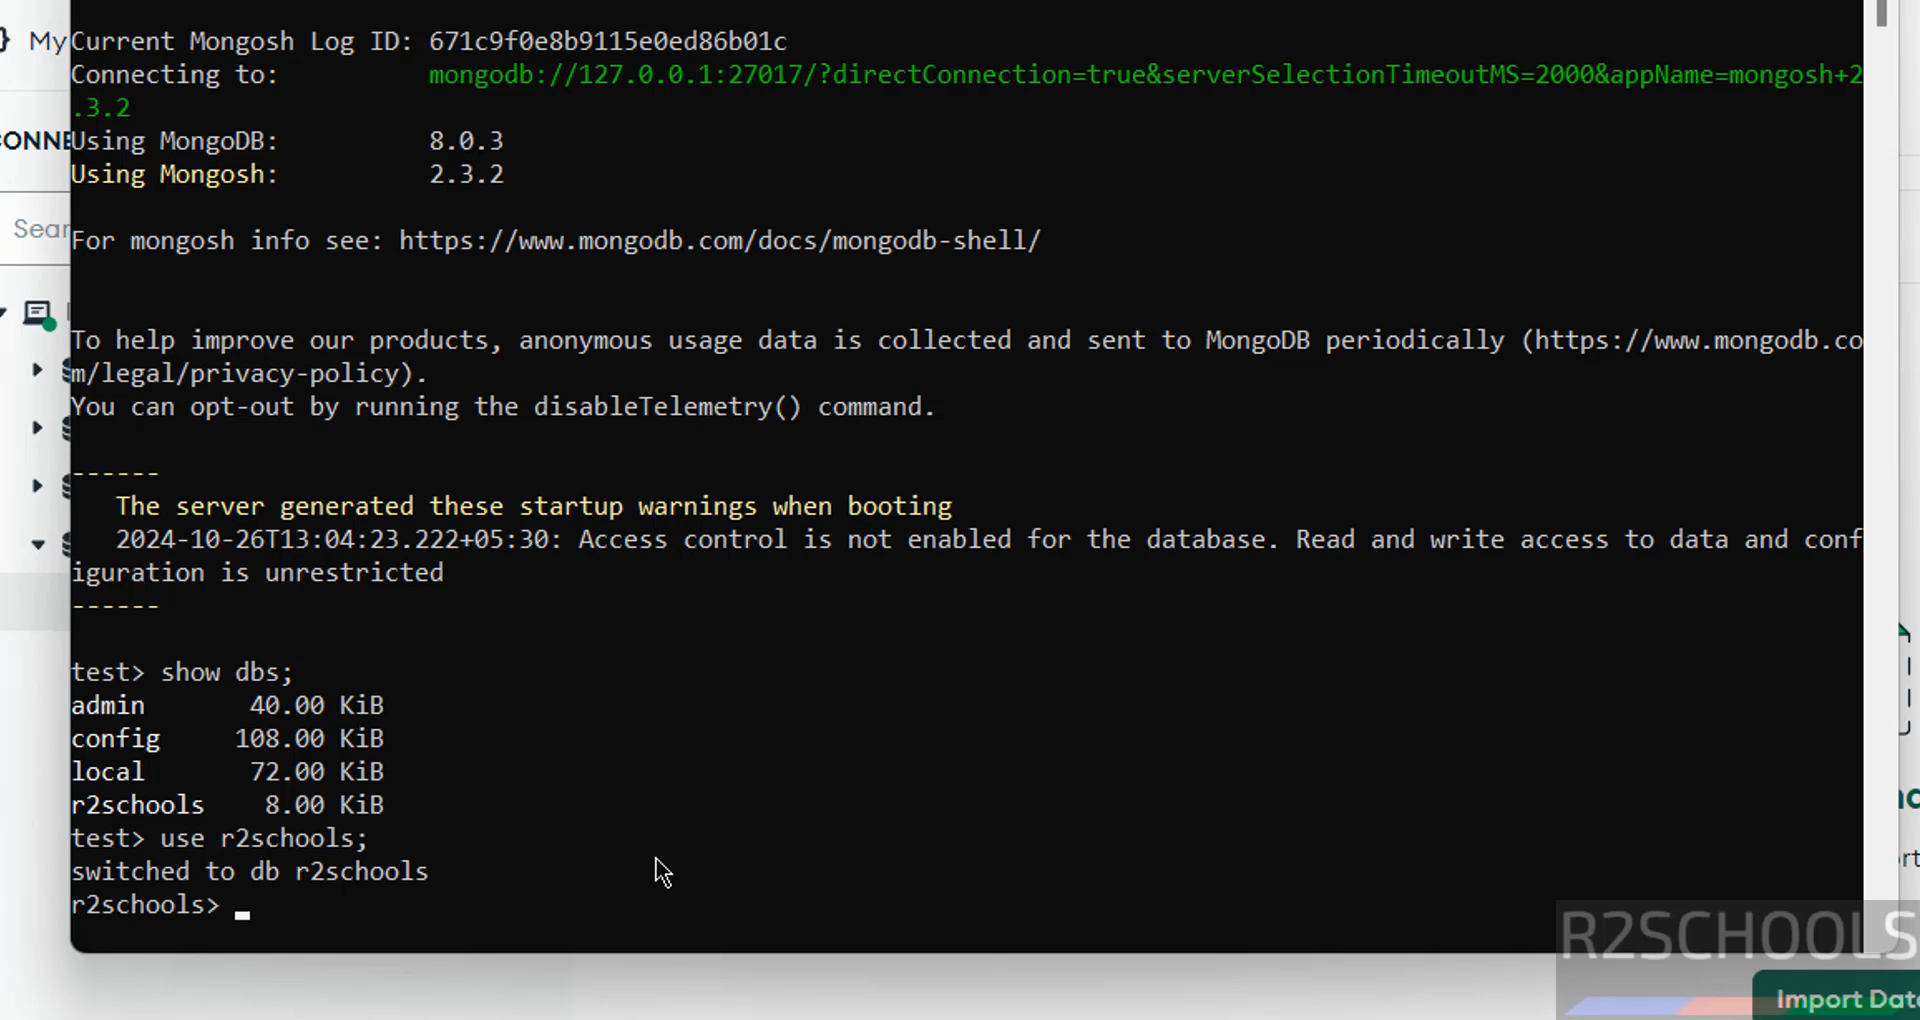 My
Current Mongosh Log ID: 671c9f0e8b9115e0ed86b01c
Connecting to: mongodb://127.0.0.1:27017/?directConnection=true&serverSelectionTimeoutMS=2000&appName=mongosh+2
.3.2
CONNE
Using MongoDB: 8.0.3
Using Mongosh: 2.3.2
Sear
For mongosh info see: https://www.mongodb.com/docs/mongodb-shell/
To help improve our products, anonymous usage data is collected and sent to MongoDB periodically (https://www.mongodb.co
m/legal/privacy-policy).
You can opt-out by running the disableTelemetry() command.
------
The server generated these startup warnings when booting
2024-10-26T13:04:23.222+05:30: Access control is not enabled for the database. Read and write access to data and conf
iguration is unrestricted
------
test> show dbs;
admin 40.00 KiB
config 108.00 KiB
local 72.00 KiB
r2schools 8.00 KiB
test> use r2schools;
switched to db r2schools
r2schools>
R2SCHOOLS
Import Data